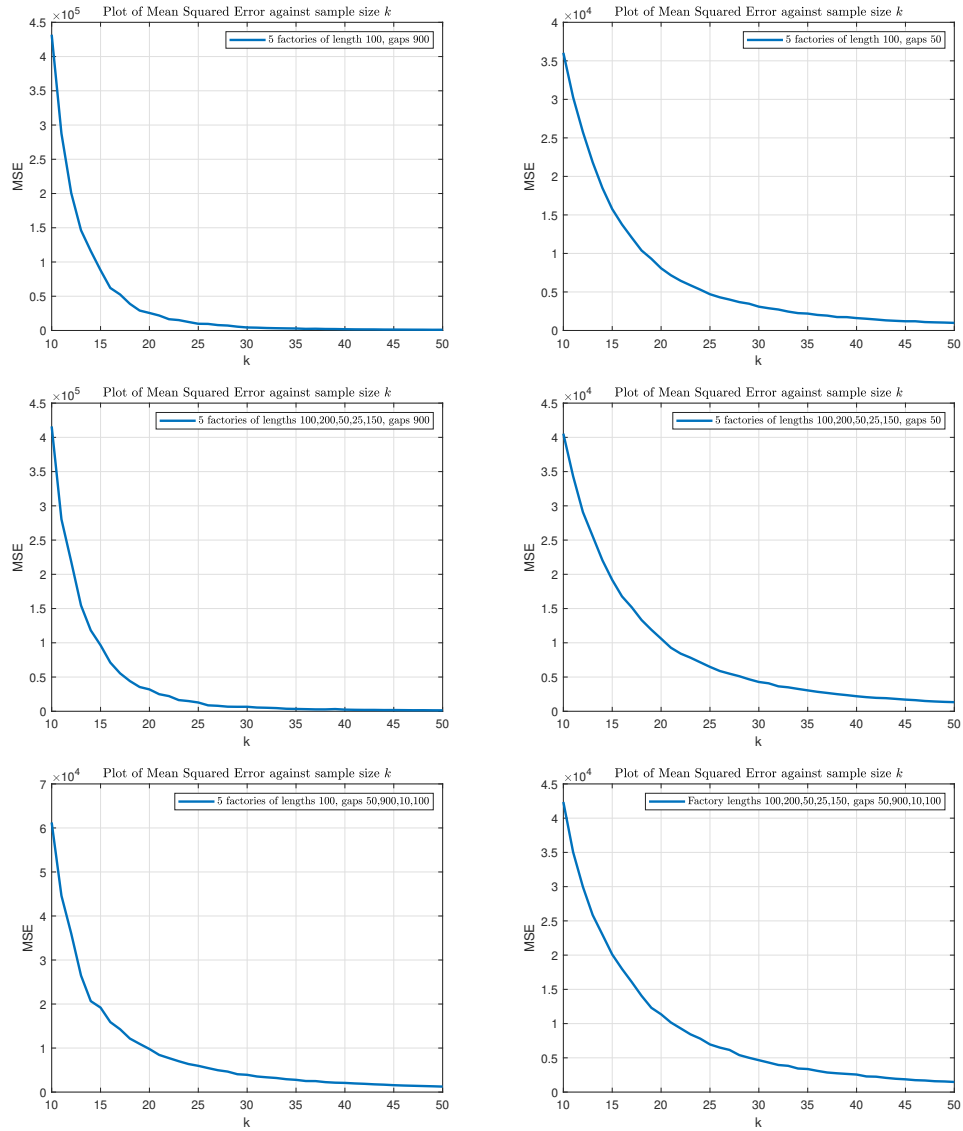 Plot of Mean Squared Error against sample size k
×10^5
5 factories of length 100, gaps 900
4.5
4
3.5
3
2.5
2
1.5
1
0.5
0
MSE
10 15 20 25 30 35 40 45 50
k
Plot of Mean Squared Error against sample size k
×10^4
5 factories of length 100, gaps 50
4
3.5
3
2.5
2
1.5
1
0.5
0
MSE
10 15 20 25 30 35 40 45 50
k
Plot of Mean Squared Error against sample size k
×10^5
5 factories of lengths 100,200,50,25,150, gaps 900
4.5
4
3.5
3
2.5
2
1.5
1
0.5
0
MSE
10 15 20 25 30 35 40 45 50
k
Plot of Mean Squared Error against sample size k
×10^4
5 factories of lengths 100,200,50,25,150, gaps 50
4.5
4
3.5
3
2.5
2
1.5
1
0.5
0
MSE
10 15 20 25 30 35 40 45 50
k
Plot of Mean Squared Error against sample size k
×10^4
5 factories of lengths 100, gaps 50,900,10,100
7
6
5
4
3
2
1
0
MSE
10 15 20 25 30 35 40 45 50
k
Plot of Mean Squared Error against sample size k
×10^4
Factory lengths 100,200,50,25,150, gaps 50,900,10,100
4.5
4
3.5
3
2.5
2
1.5
1
0.5
0
MSE
10 15 20 25 30 35 40 45 50
k